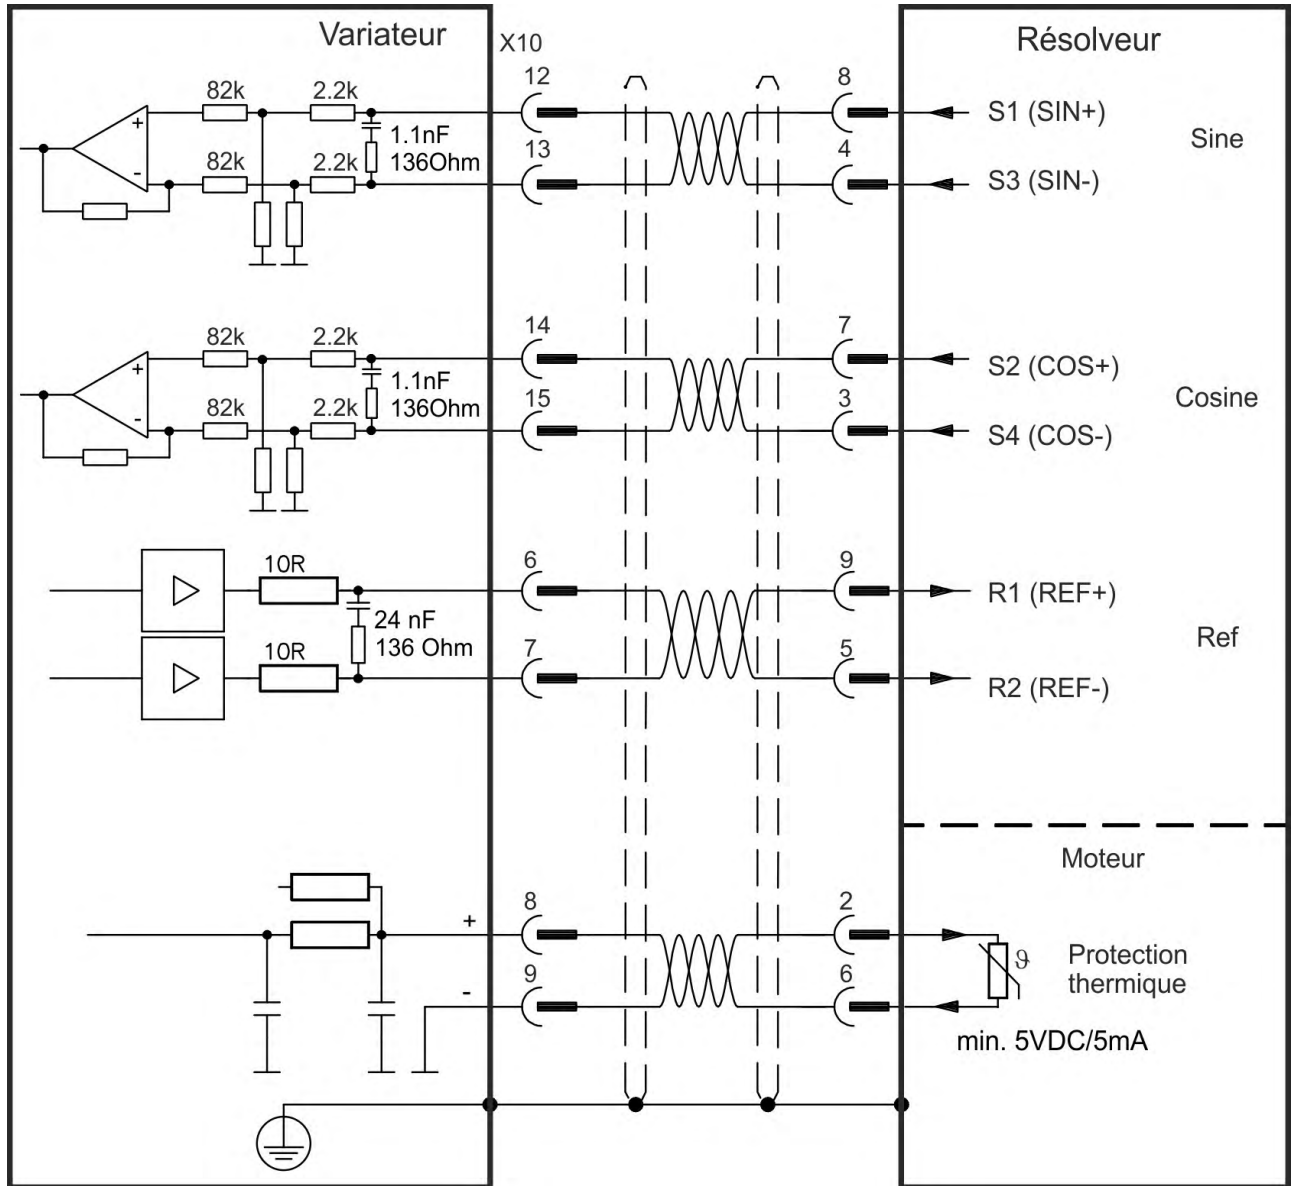 Variateur
X10
Résolveur
82k
2.2k
12
8
S1 (SIN+)
+
1.1nF
136Ohm
Sine
-
82k
2.2k
13
4
S3 (SIN-)
82k
2.2k
14
7
S2 (COS+)
+
1.1nF
136Ohm
Cosine
-
82k
2.2k
15
3
S4 (COS-)
10R
6
9
R1 (REF+)
24 nF
136 Ohm
Ref
10R
7
5
R2 (REF-)
Moteur
+
8
2
ϑ
Protection
thermique
-
9
6
min. 5VDC/5mA